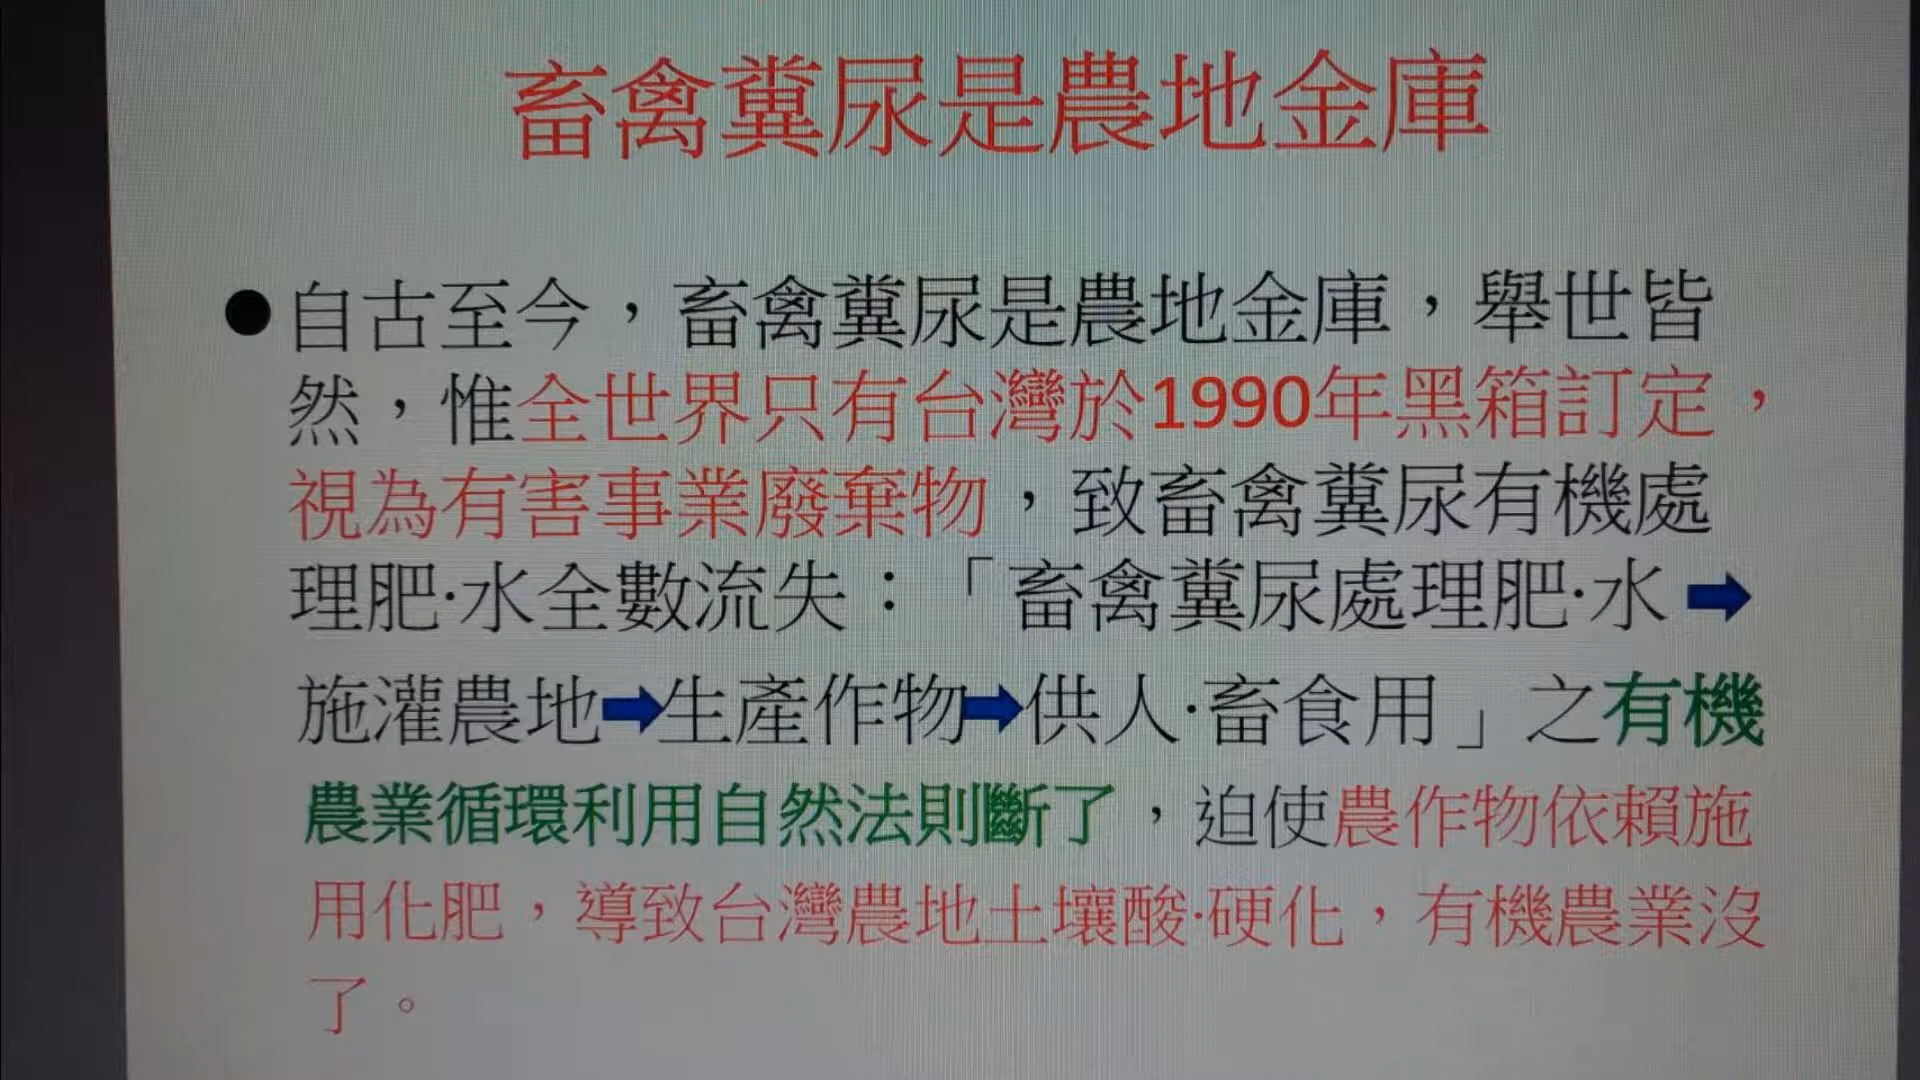 畜禽糞尿是農地金庫
●自古至今，畜禽糞尿是農地金庫，舉世皆
然，惟全世界只有台灣於1990年黑箱訂定，
視為有害事業廢棄物，致畜禽糞尿有機處
理肥·水全數流失：「畜禽糞尿處理肥·水➡
施灌農地➡生產作物➡供人·畜食用」之有機
農業循環利用自然法則斷了，迫使農作物依賴施
用化肥，導致台灣農地土壤酸·硬化，有機農業沒
了。